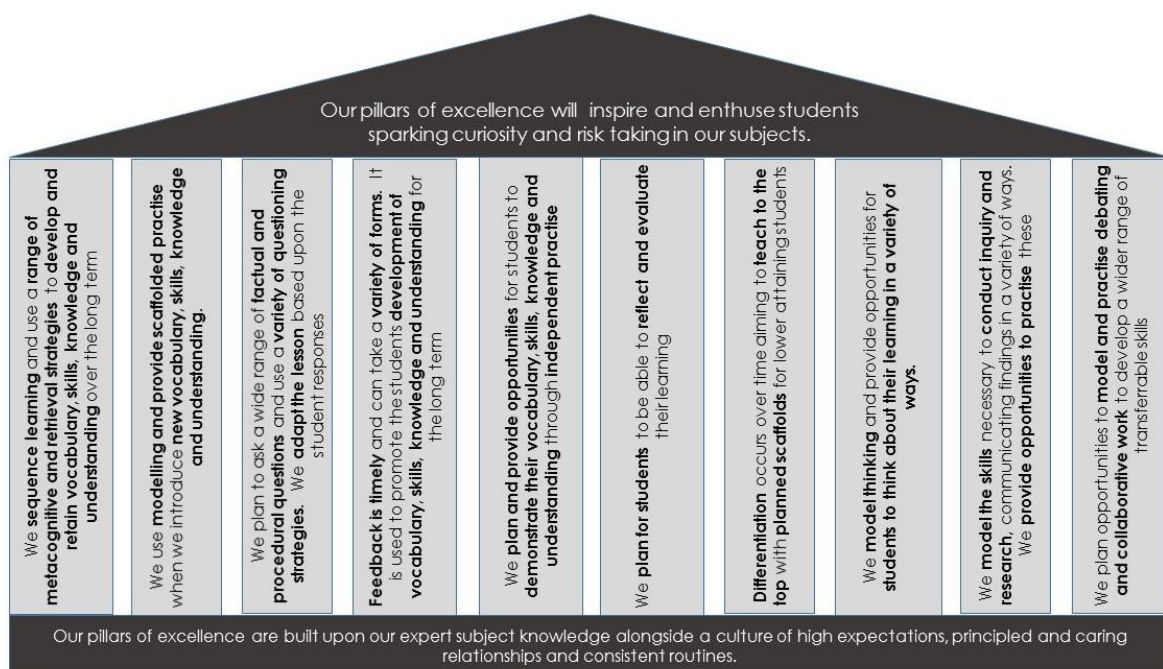 Our pillars of excellence will inspire and enthuse students
sparking curiosity and risk taking in our subjects.
We sequence learning and use a range of
metacognitive and retrieval strategies to develop and
retain vocabulary, skills, knowledge and
understanding over the long term
We use modelling and provide scaffolded practise
when we introduce new vocabulary, skills, knowledge
and understanding.
We plan to ask a wide range of factual and
procedural questions and use a variety of questioning
strategies. We adapt the lesson based upon the
student responses
Feedback is timely and can take a variety of forms. It
is used to promote the students development of
vocabulary, skills, knowledge and understanding for
the long term
We plan and provide opportunities for students to
demonstrate their vocabulary, skills, knowledge and
understanding through independent practise
We plan for students to be able to reflect and evaluate
their learning
Differentiation occurs over time aiming to teach to the
top with planned scaffolds for lower attaining students
We model thinking and provide opportunities for
students to think about their learning in a variety of
ways.
We model the skills necessary to conduct inquiry and
research, communicating findings in a variety of ways.
We provide opportunities to practise these
We plan opportunities to model and practise debating
and collaborative work to develop a wider range of
transferrable skills
Our pillars of excellence are built upon our expert subject knowledge alongside a culture of high expectations, principled and caring
relationships and consistent routines.